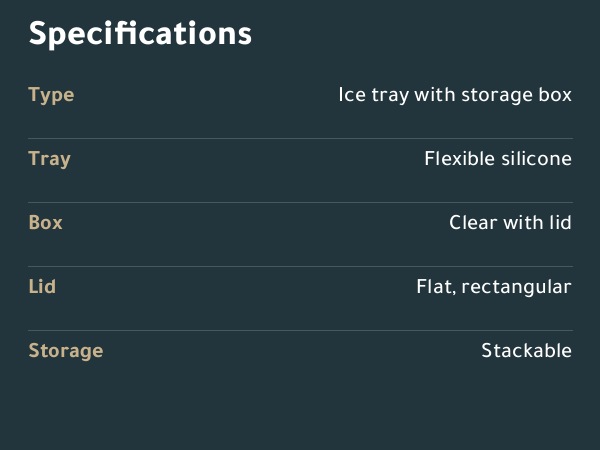 Specifications
Type Ice tray with storage box
Tray Flexible silicone
Box Clear with lid
Lid Flat, rectangular
Storage Stackable